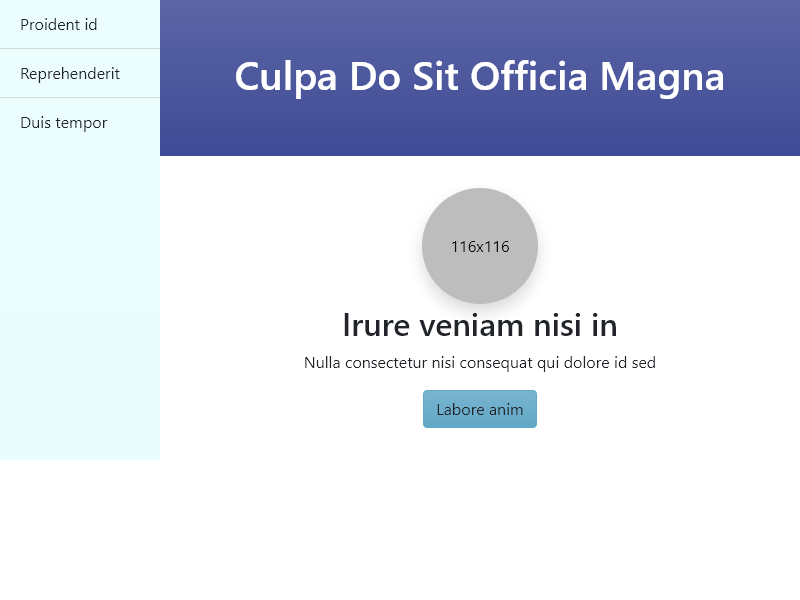 Proident id
Reprehenderit
Duis tempor
Culpa Do Sit Officia Magna
116x116
Irure veniam nisi in
Nulla consectetur nisi consequat qui dolore id sed
Labore anim